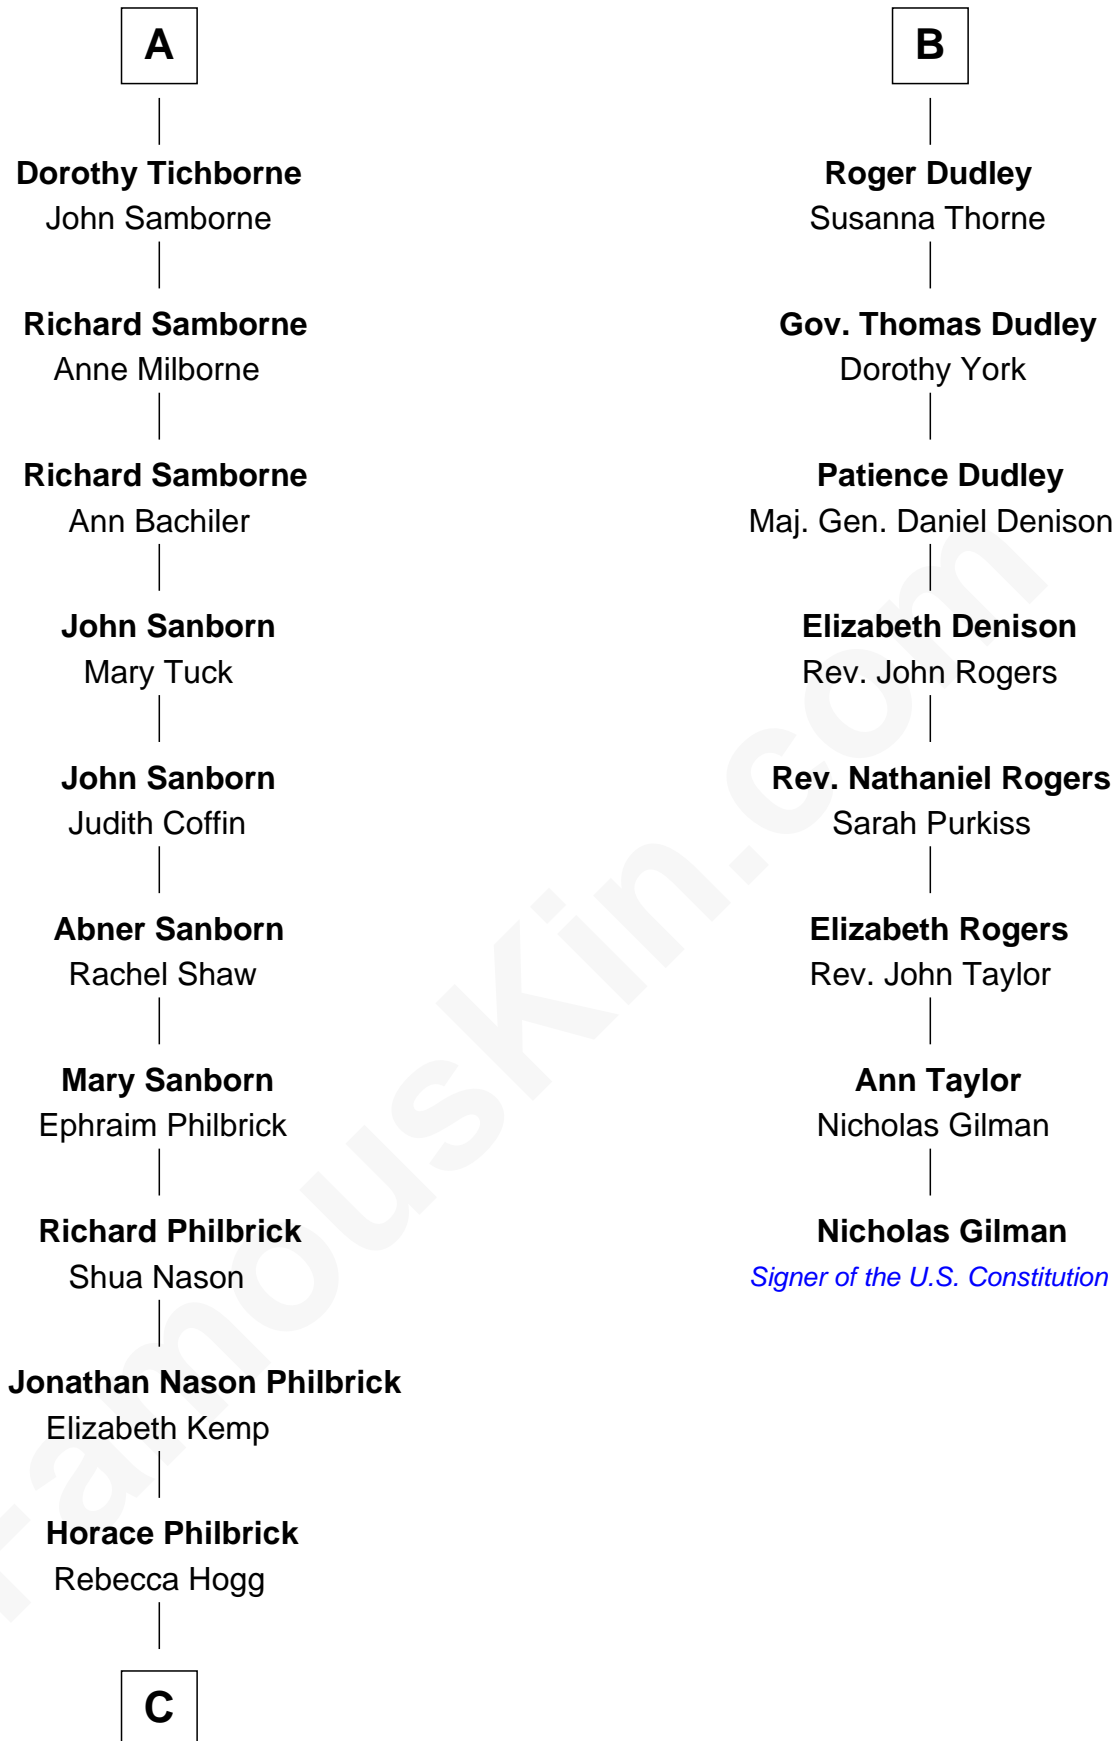 A
Dorothy Tichborne
John Samborne
Richard Samborne
Anne Milborne
Richard Samborne
Ann Bachiler
John Sanborn
Mary Tuck
John Sanborn
Judith Coffin
Abner Sanborn
Rachel Shaw
Mary Sanborn
Ephraim Philbrick
Richard Philbrick
Shua Nason
Jonathan Nason Philbrick
Elizabeth Kemp
Horace Philbrick
Rebecca Hogg
C
B
Roger Dudley
Susanna Thorne
Gov. Thomas Dudley
Dorothy York
Patience Dudley
Maj. Gen. Daniel Denison
Elizabeth Denison
Rev. John Rogers
Rev. Nathaniel Rogers
Sarah Purkiss
Elizabeth Rogers
Rev. John Taylor
Ann Taylor
Nicholas Gilman
Nicholas Gilman
Signer of the U.S. Constitution
FamousKin.com